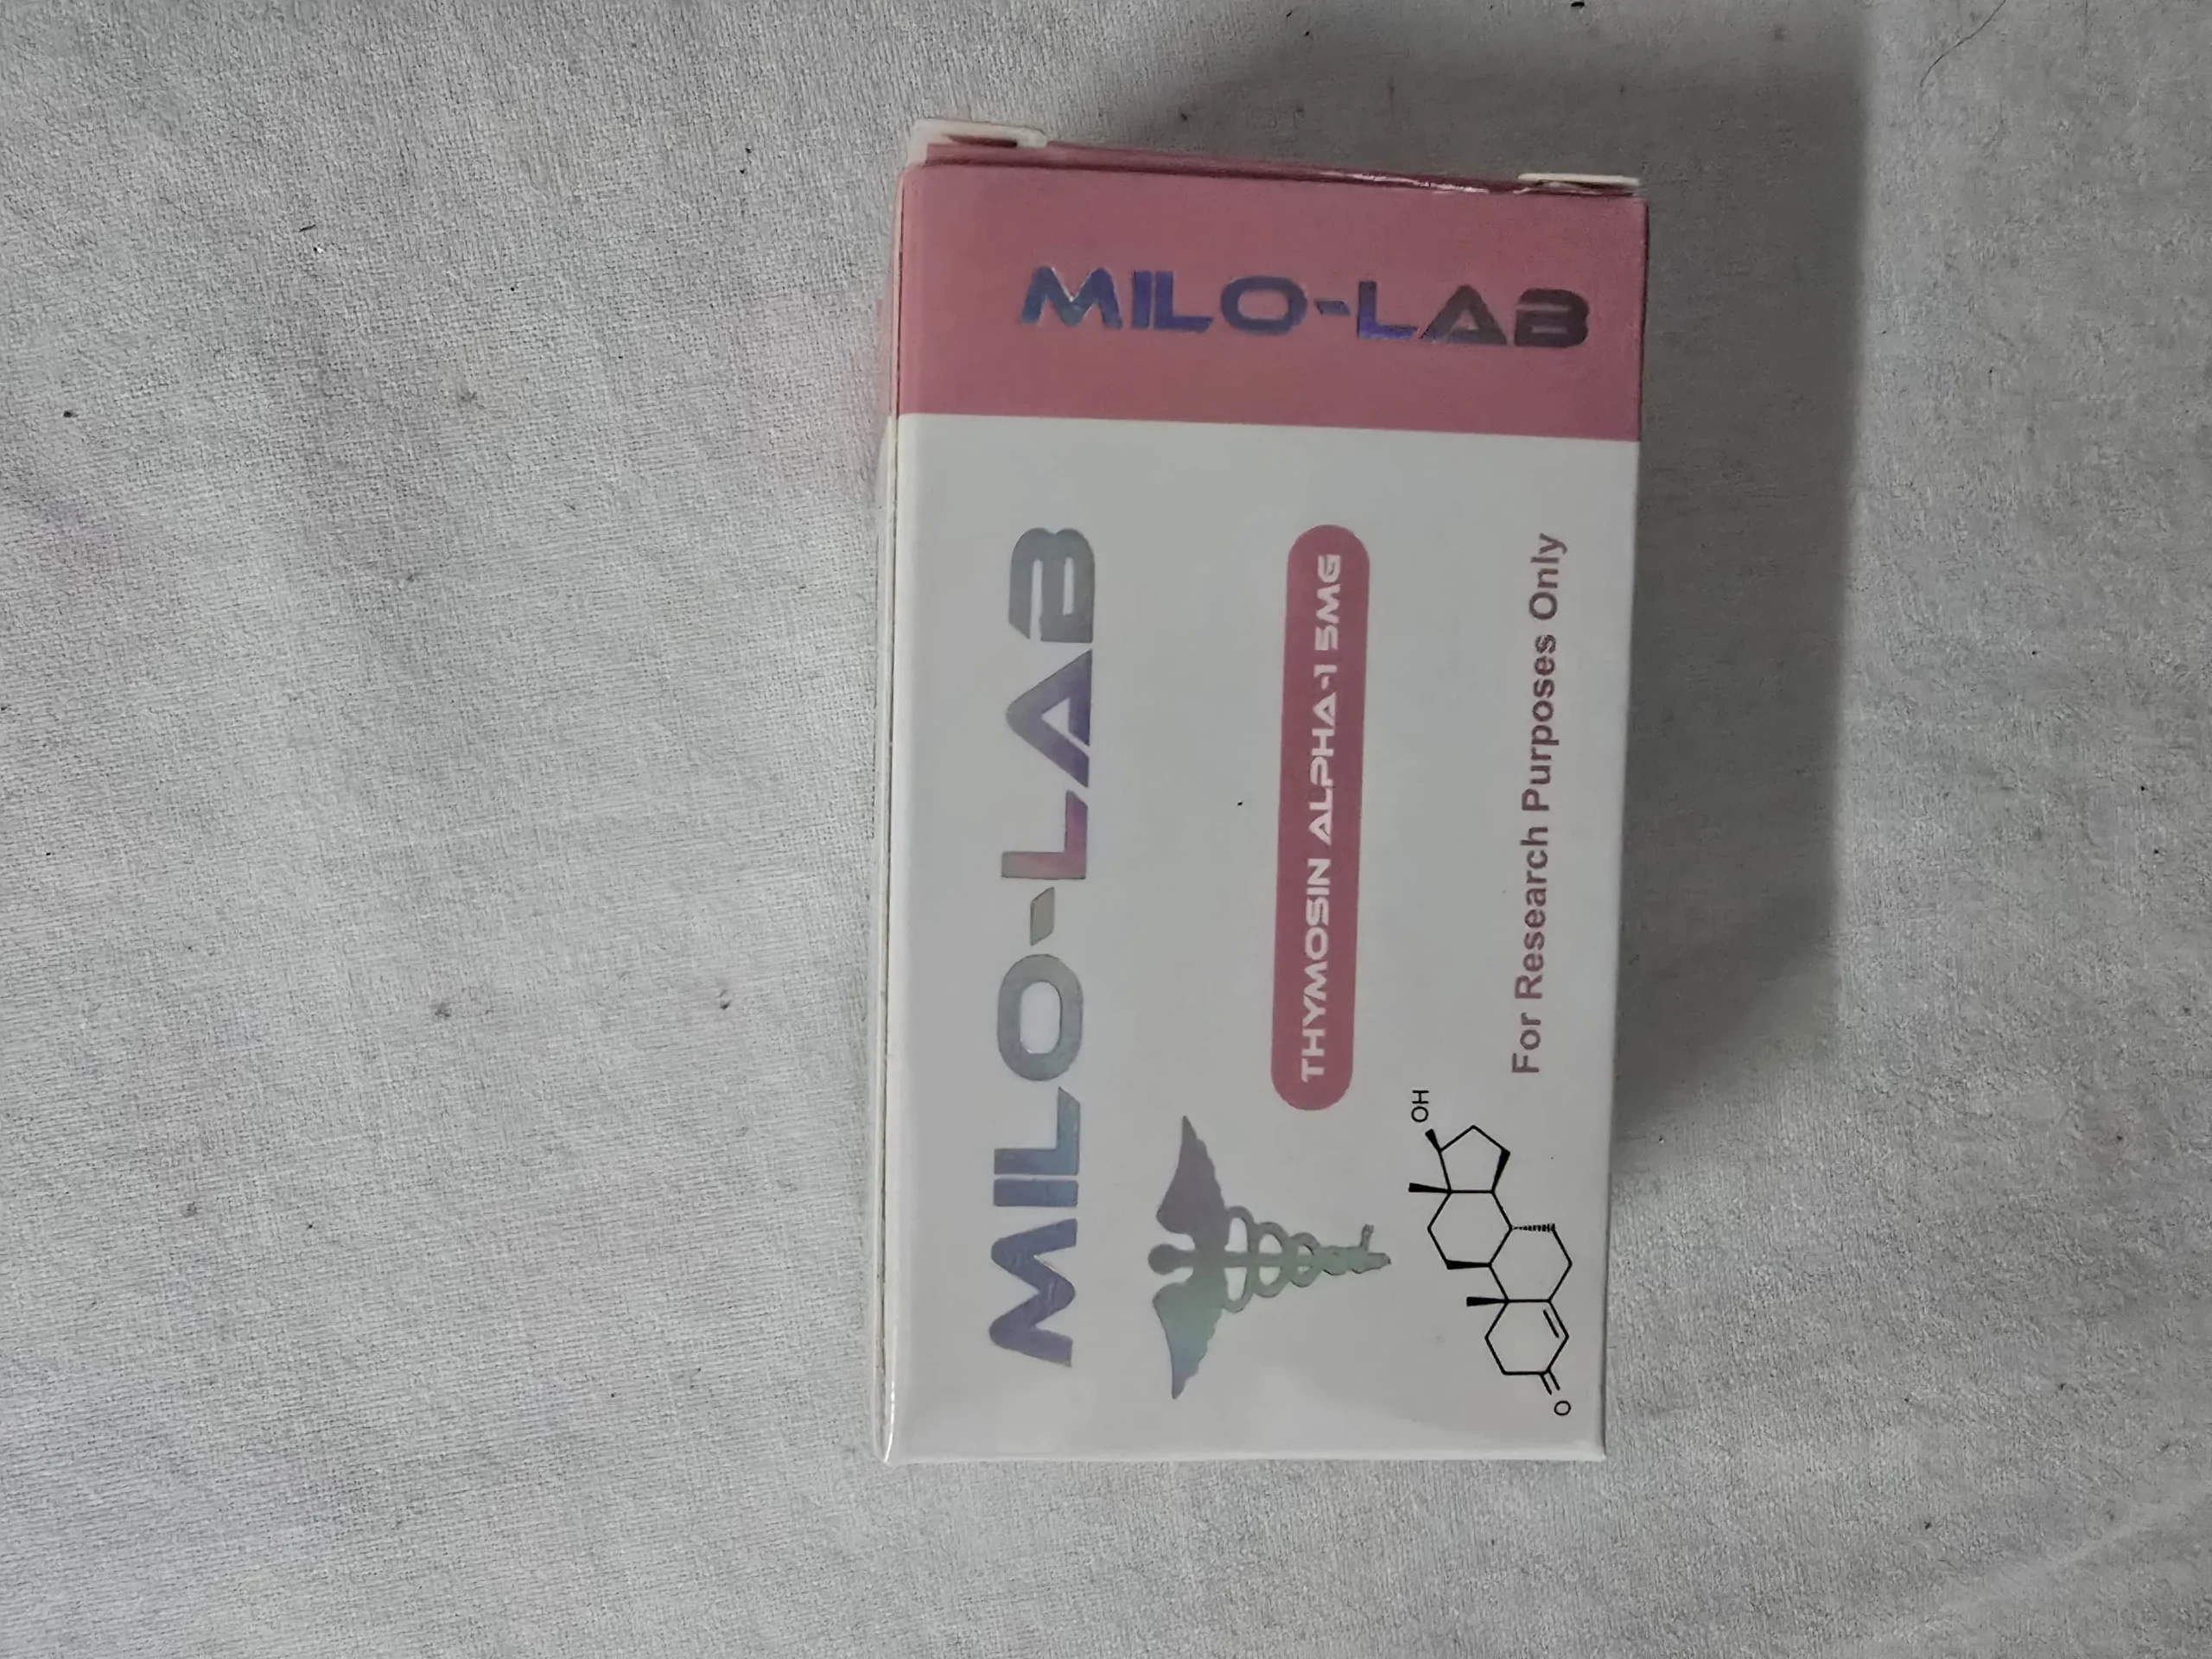 MILO-LAB
MILO-LAB
THYMOSIN ALPHA-1 5MG
For Research Purposes Only
OH
O